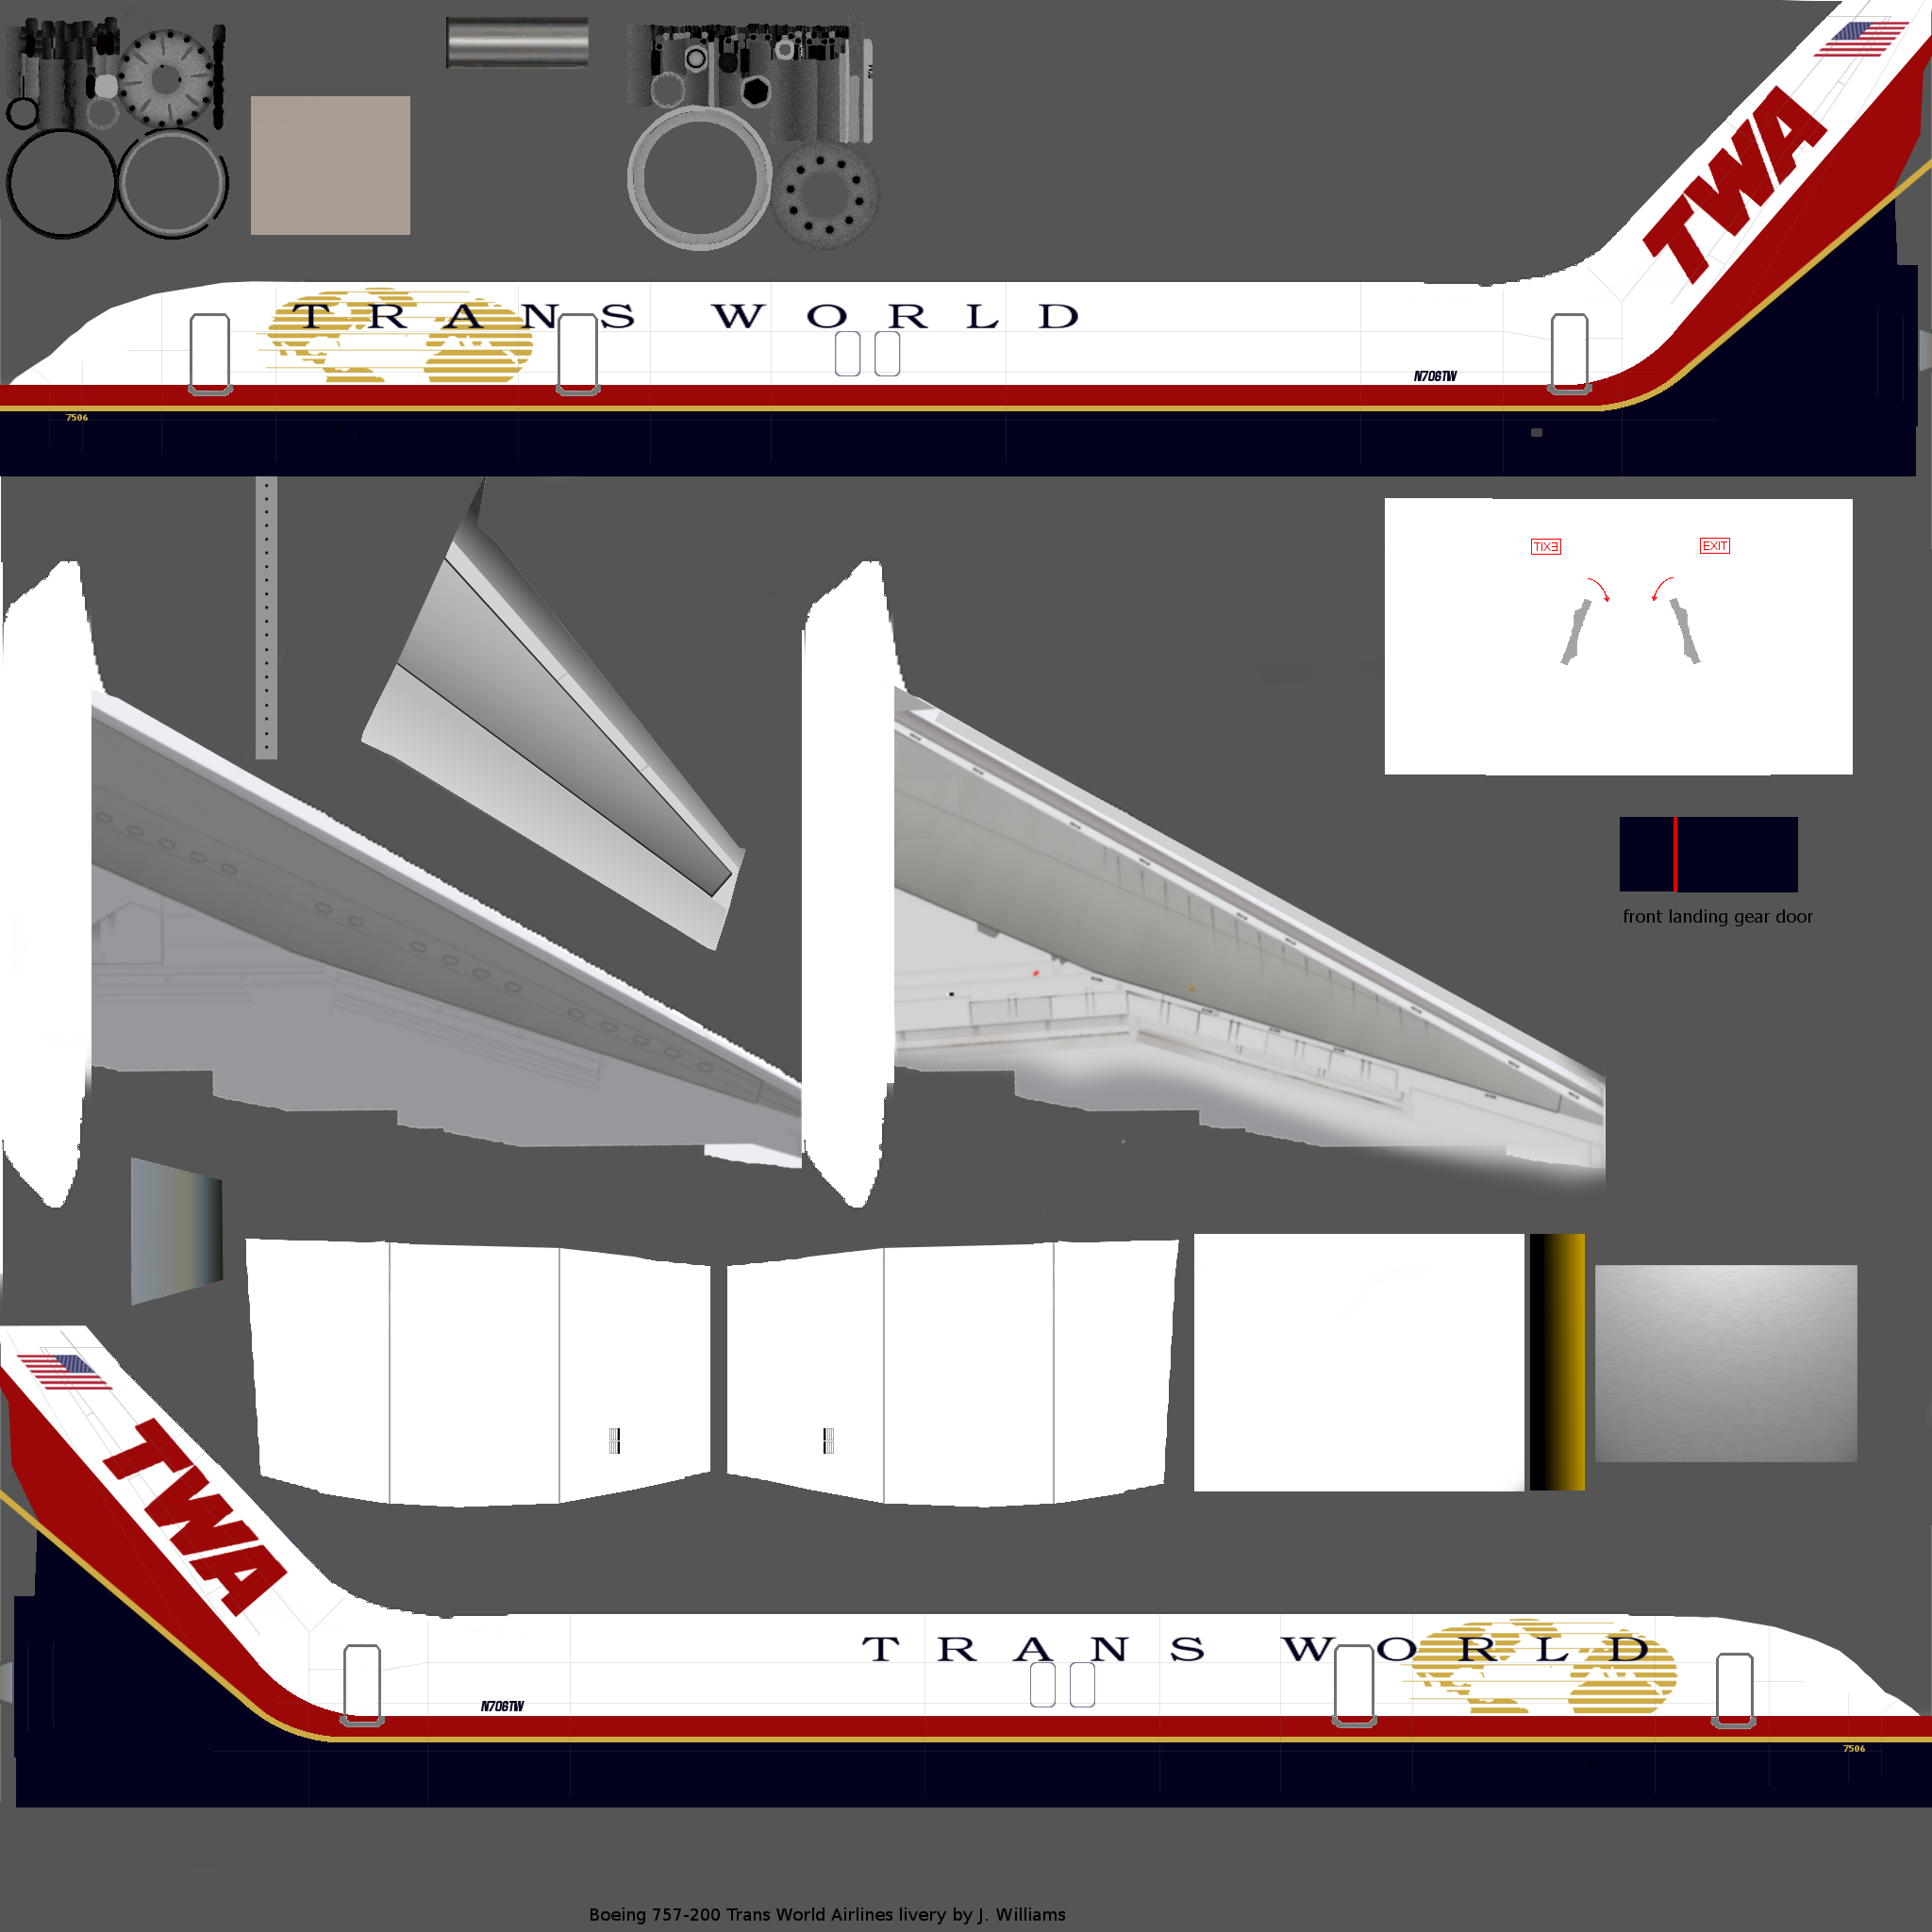 TWA
TRANS WORLD
N706TW
7506
EXIT
EXIT
front landing gear door
TWA
TRANS WORLD
N706TW
7506
Boeing 757-200 Trans World Airlines livery by J. Williams